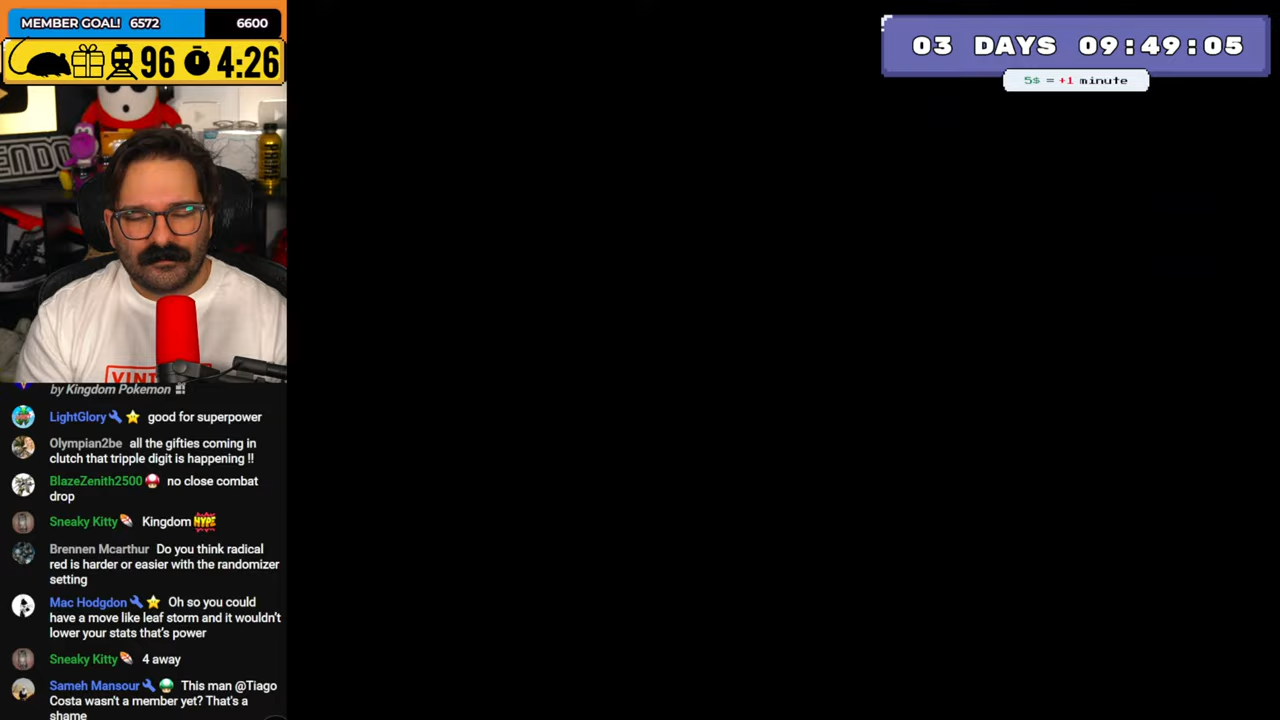 MEMBER GOAL! 6572 6600
96 4:26
03 DAYS 09:49:05
5$ = +1 minute
ENDO
VINT
by Kingdom Pokemon
LightGlory good for superpower
Olympian2be all the gifties coming in
clutch that tripple digit is happening !!
BlazeZenith2500 no close combat
drop
Sneaky Kitty Kingdom HYPE
Brennen Mcarthur Do you think radical
red is harder or easier with the randomizer
setting
Mac Hodgdon Oh so you could
have a move like leaf storm and it wouldn't
lower your stats that's power
Sneaky Kitty 4 away
Sameh Mansour This man @Tiago
Costa wasn't a member yet? That's a
shame